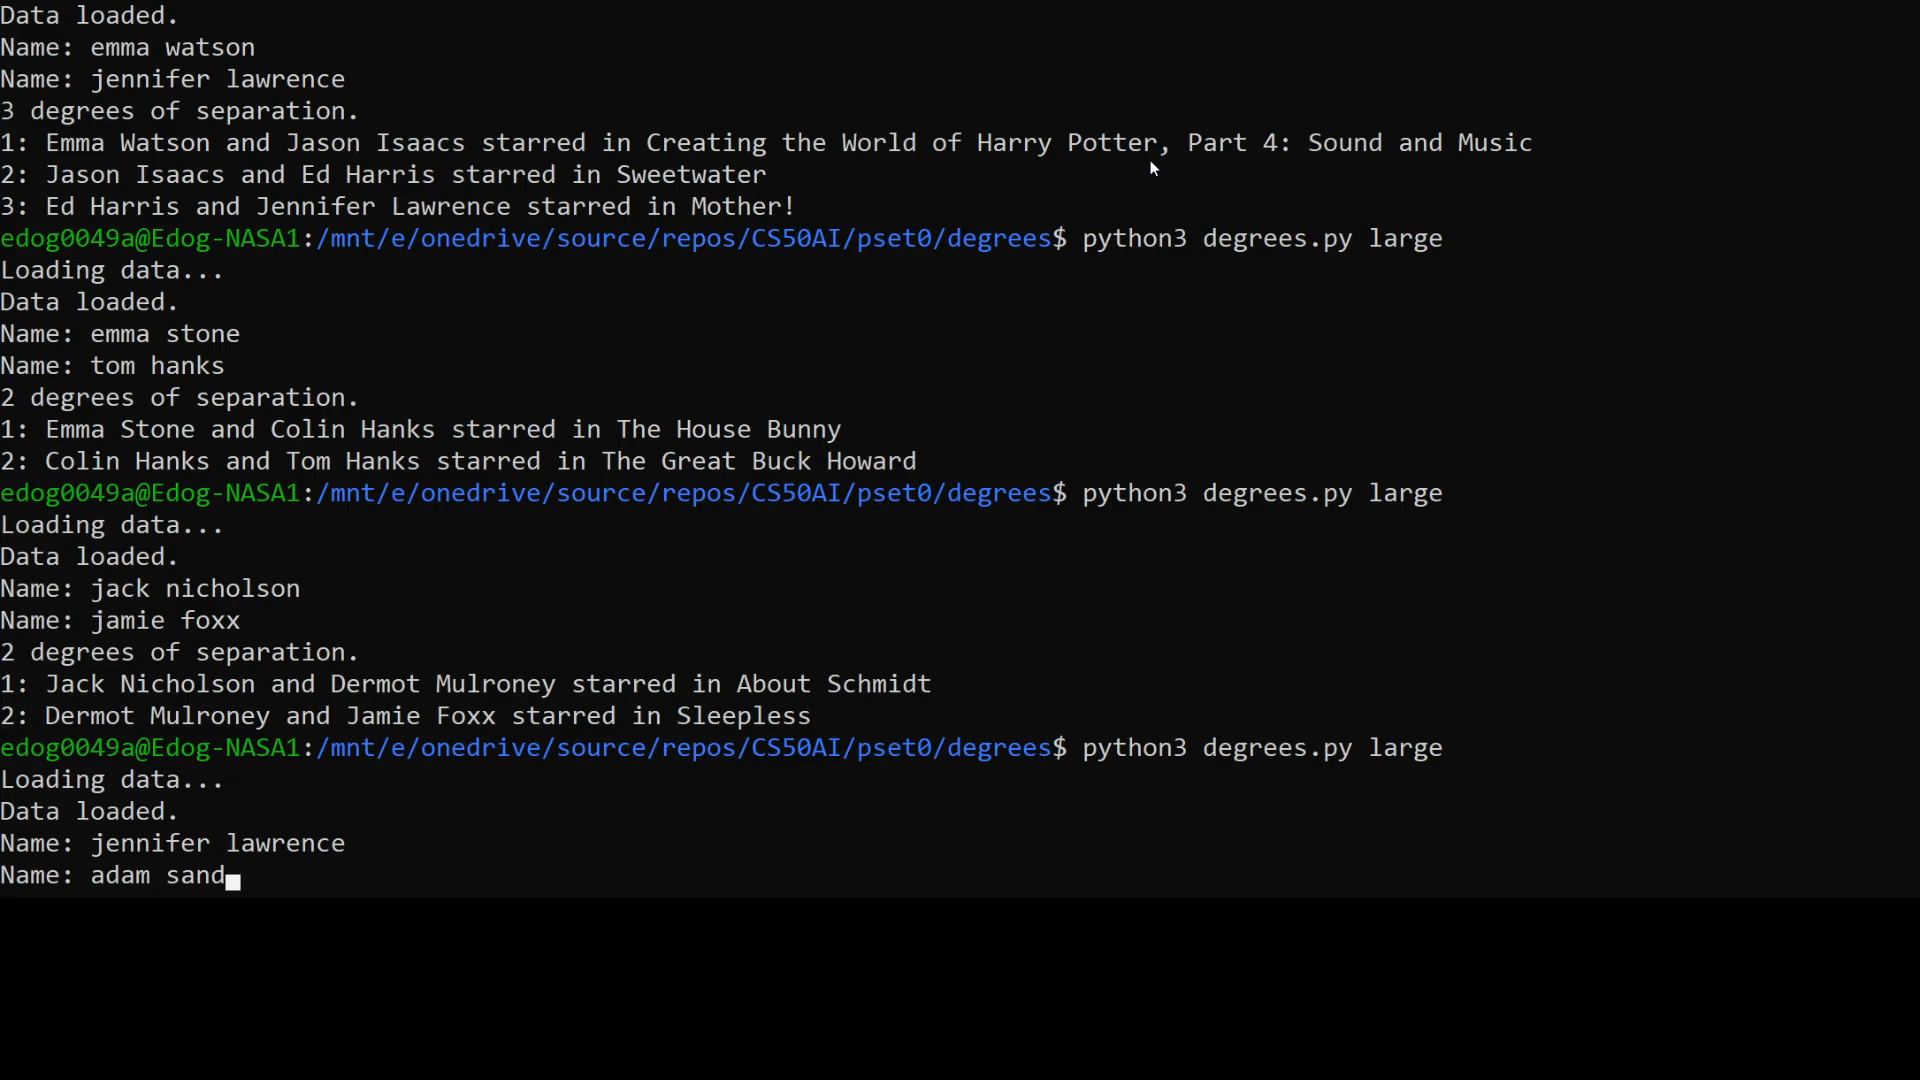 Data loaded.
Name: emma watson
Name: jennifer lawrence
3 degrees of separation.
1: Emma Watson and Jason Isaacs starred in Creating the World of Harry Potter, Part 4: Sound and Music
2: Jason Isaacs and Ed Harris starred in Sweetwater
3: Ed Harris and Jennifer Lawrence starred in Mother!
edog0049a@Edog-NASA1:/mnt/e/onedrive/source/repos/CS50AI/pset0/degrees$ python3 degrees.py large
Loading data...
Data loaded.
Name: emma stone
Name: tom hanks
2 degrees of separation.
1: Emma Stone and Colin Hanks starred in The House Bunny
2: Colin Hanks and Tom Hanks starred in The Great Buck Howard
edog0049a@Edog-NASA1:/mnt/e/onedrive/source/repos/CS50AI/pset0/degrees$ python3 degrees.py large
Loading data...
Data loaded.
Name: jack nicholson
Name: jamie foxx
2 degrees of separation.
1: Jack Nicholson and Dermot Mulroney starred in About Schmidt
2: Dermot Mulroney and Jamie Foxx starred in Sleepless
edog0049a@Edog-NASA1:/mnt/e/onedrive/source/repos/CS50AI/pset0/degrees$ python3 degrees.py large
Loading data...
Data loaded.
Name: jennifer lawrence
Name: adam sand